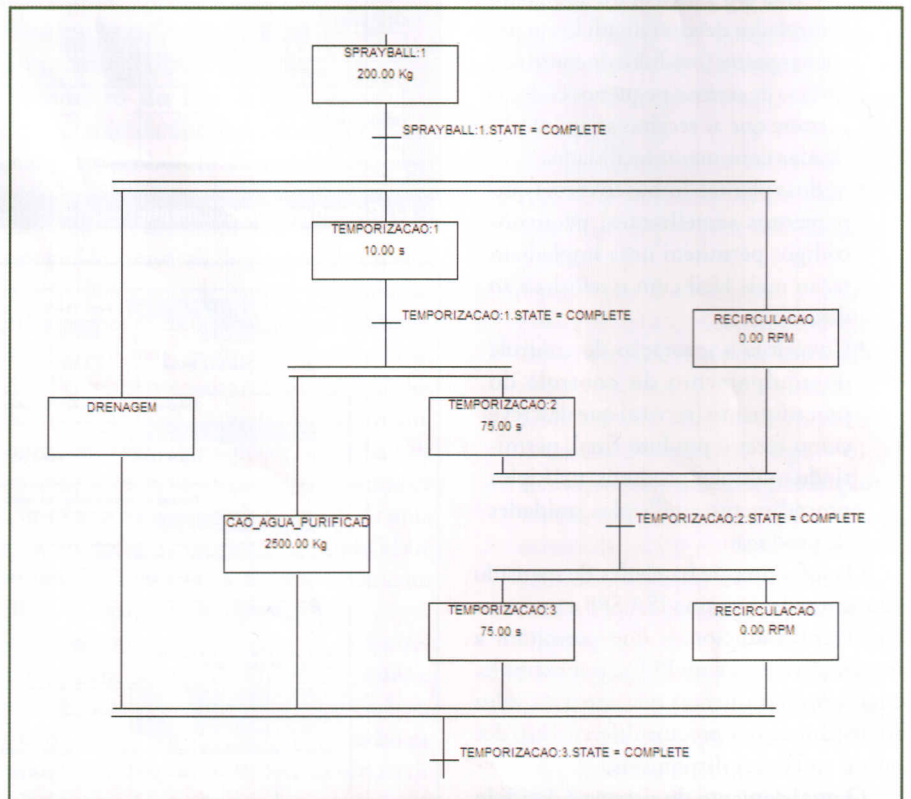 SPRAYBALL:1
200.00 Kg
SPRAYBALL:1.STATE = COMPLETE
TEMPORIZACAO:1
10.00 s
TEMPORIZACAO:1.STATE = COMPLETE
RECIRCULACAO
0.00 RPM
DRENAGEM
TEMPORIZACAO:2
75.00 s
CAO_AGUA_PURIFICAD
2500.00 Kg
TEMPORIZACAO:2.STATE = COMPLETE
TEMPORIZACAO:3
75.00 s
RECIRCULACAO
0.00 RPM
TEMPORIZACAO:3.STATE = COMPLETE